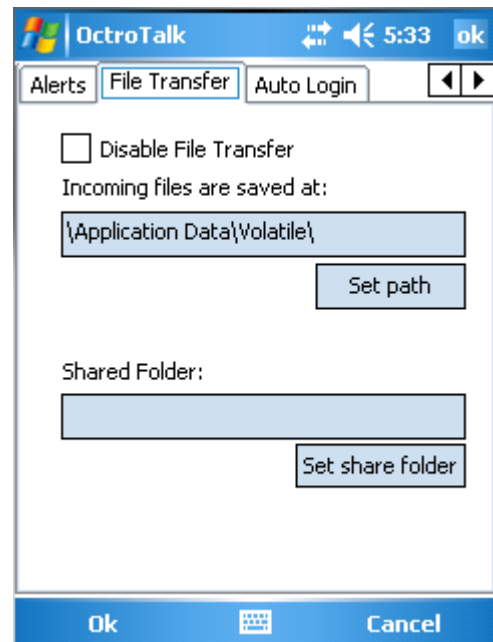 OctroTalk 5:33 ok
Alerts File Transfer Auto Login
Disable File Transfer
Incoming files are saved at:
\Application Data\Volatile\
Set path
Shared Folder:
Set share folder
Ok Cancel